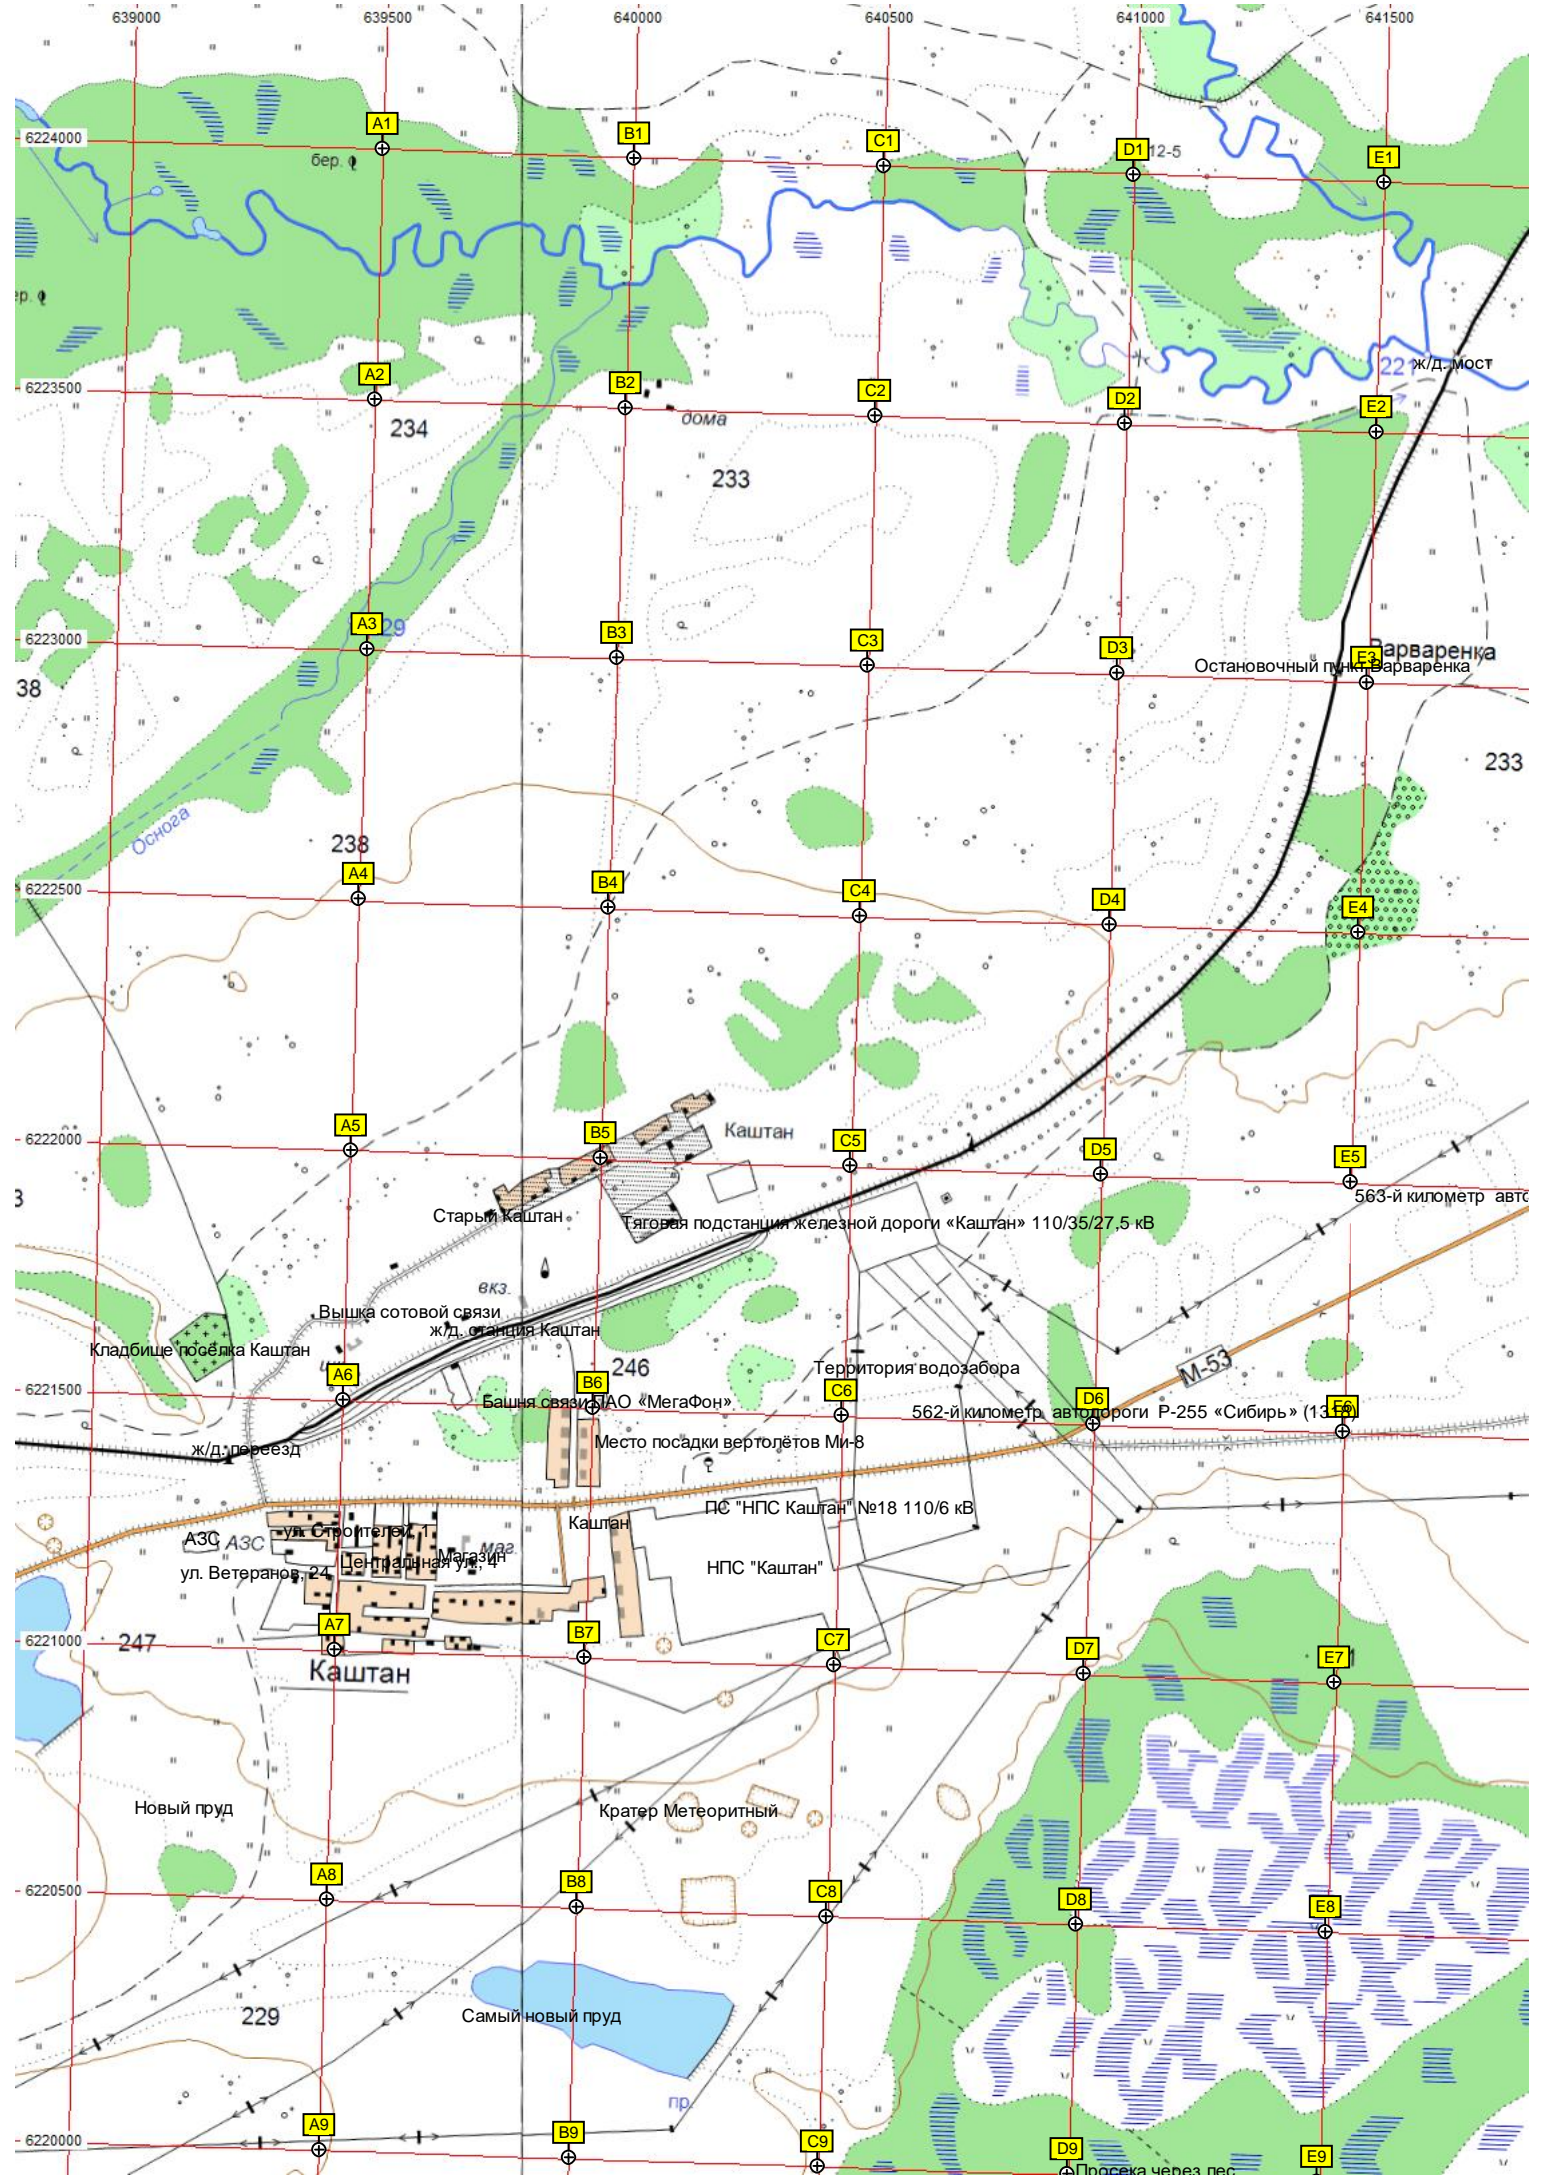 639000 639500 640000 640500 641000 641500
A1 B1 C1 D1 E1
6224000
бер.
12-5
ер.
A2 B2 C2 D2 E2
221 ж/д. мост
6223500
234
дома
233
A3 B3 C3 D3 E3
29
6223000
Варваренка
Остановочный пункт Варваренка
38
233
Оснога
238
A4 B4 C4 D4 E4
6222500
A5 B5 C5 D5 E5
Каштан
6222000
3
563-й километр авто
Старый Каштан
Тяговая подстанция железной дороги «Каштан» 110/35/27,5 кВ
вкз.
Вышка сотовой связи
ж/д. станция Каштан
Кладбище посёлка Каштан
246
Территория водозабора
М-53
A6 B6 C6 D6 E6
6221500
Башня связи ПАО «МегаФон»
562-й километр автодороги Р-255 «Сибирь» (1318)
Место посадки вертолётов Ми-8
ж/д. переезд
ПС "НПС Каштан" №18 110/6 кВ
Каштан
АЗС АЗС
ул. Строителей, 1
маг.
Магазин
Центральная ул., 4
ул. Ветеранов, 24
НПС "Каштан"
A7 B7 C7 D7 E7
6221000
247
Каштан
Новый пруд
Кратер Метеоритный
A8 B8 C8 D8 E8
6220500
229
Самый новый пруд
пр.
A9 B9 C9 D9 E9
6220000
Просека через лес